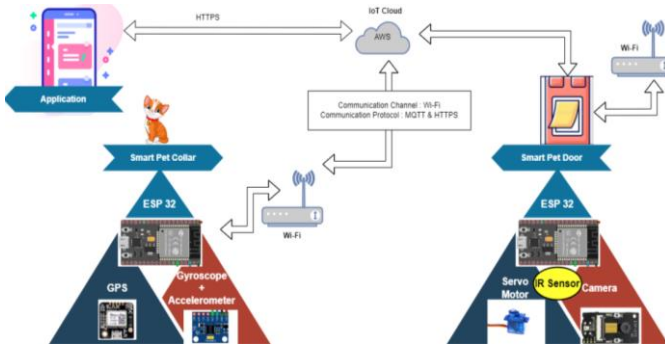 HTTPS
IoT Cloud
AWS
Wi-Fi
Application
Communication Channel : Wi-Fi
Communication Protocol : MQTT & HTTPS
Smart Pet Collar
Smart Pet Door
ESP 32
Wi-Fi
ESP 32
GPS
Gyroscope
+
Accelerometer
Servo
Motor
IR Sensor
Camera